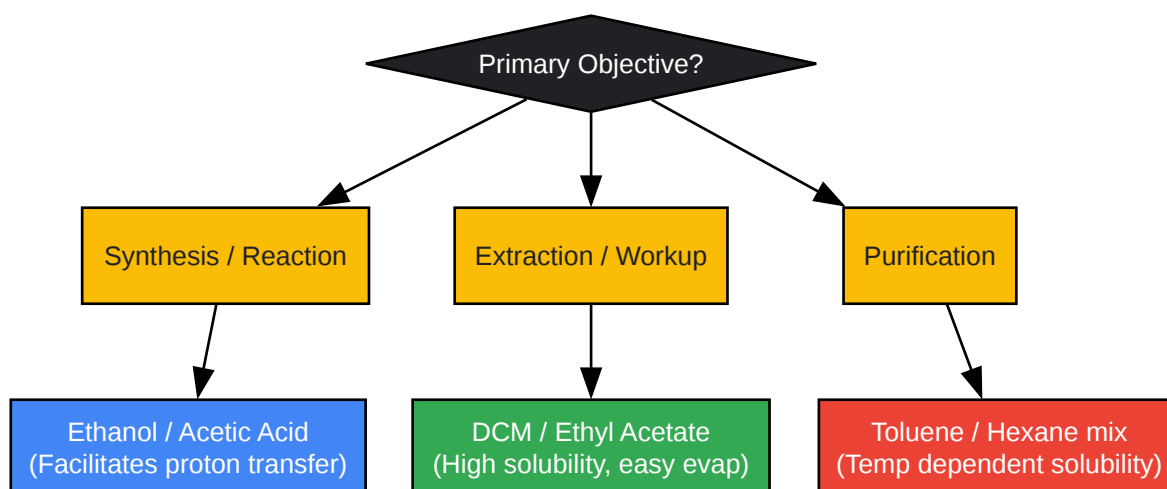 Primary Objective?
Synthesis / Reaction
Extraction / Workup
Purification
Ethanol / Acetic Acid
(Facilitates proton transfer)
DCM / Ethyl Acetate
(High solubility, easy evap)
Toluene / Hexane mix
(Temp dependent solubility)